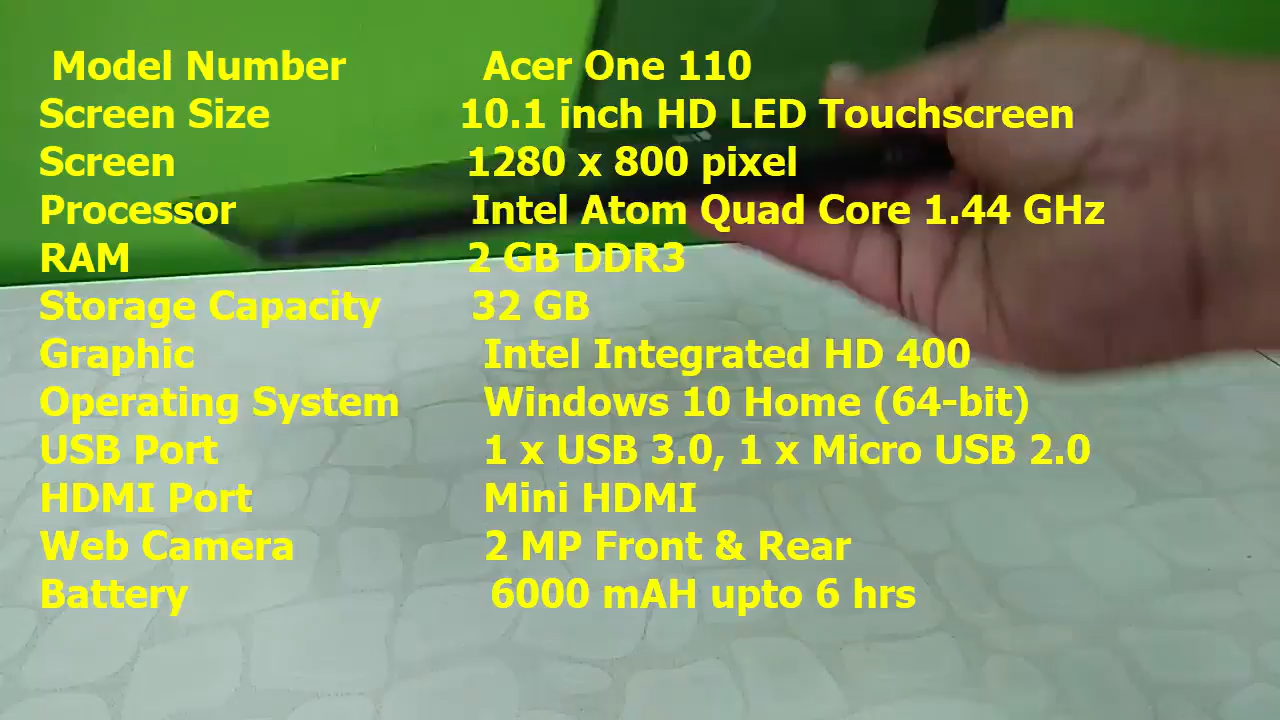 Model Number Acer One 110
Screen Size 10.1 inch HD LED Touchscreen
Screen 1280 x 800 pixel
Processor Intel Atom Quad Core 1.44 GHz
RAM 2 GB DDR3
Storage Capacity 32 GB
Graphic Intel Integrated HD 400
Operating System Windows 10 Home (64-bit)
USB Port 1 x USB 3.0, 1 x Micro USB 2.0
HDMI Port Mini HDMI
Web Camera 2 MP Front & Rear
Battery 6000 mAH upto 6 hrs